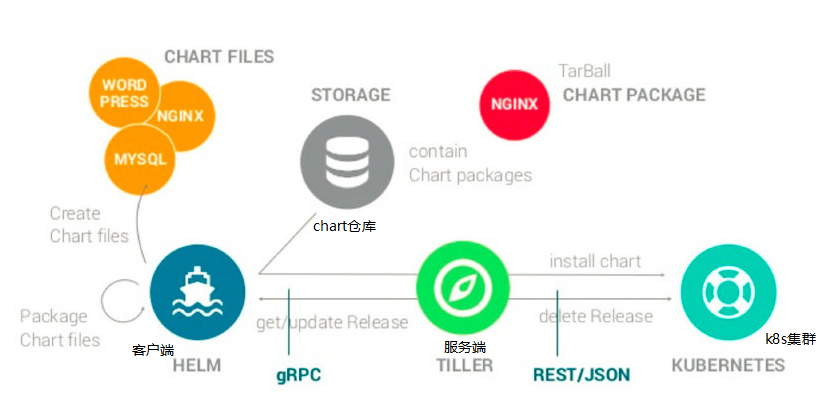 CHART FILES
WORD
PRESS
NGINX
MYSQL
STORAGE
contain
Chart packages
chart仓库
TarBall
CHART PACKAGE
NGINX
Create
Chart files
Package
Chart files
客户端
HELM
get/update Release
gRPC
服务端
TILLER
install chart
delete Release
REST/JSON
k8s集群
KUBERNETES